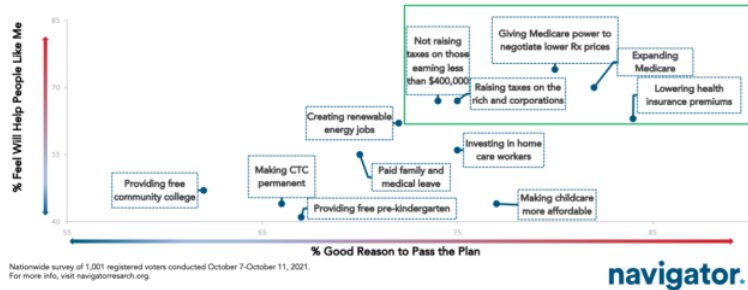 % Feel Will Help People Like Me
85
70
55
40
Not raising
taxes on those
earning less
than $400,000
Giving Medicare power to
negotiate lower Rx prices
Expanding
Medicare
Raising taxes on the
rich and corporations
Lowering health
insurance premiums
Creating renewable
energy jobs
Investing in home
care workers
Paid family and
medical leave
Making CTC
permanent
Providing free
community college
Providing free pre-kindergarten
Making childcare
more affordable
55
65
75
85
% Good Reason to Pass the Plan
Nationwide survey of 1,001 registered voters conducted October 7-October 11, 2021.
For more info, visit navigatorresarch.org.
navigator.